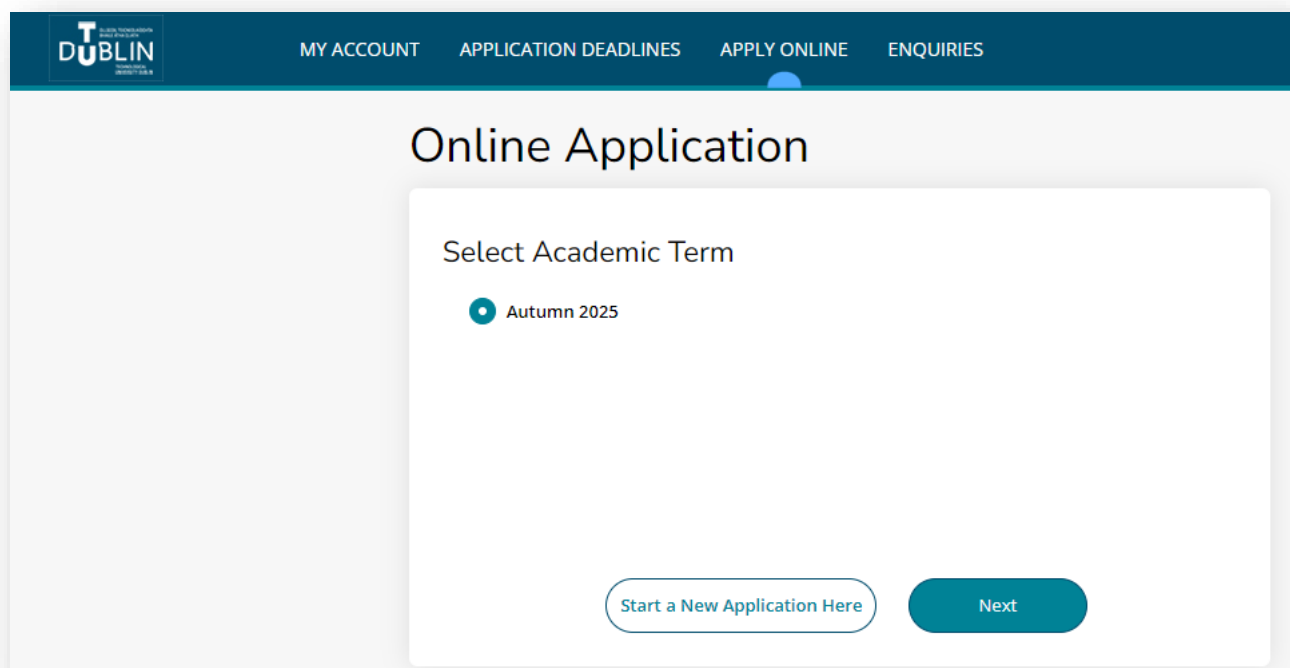 DUBLIN
MY ACCOUNT
APPLICATION DEADLINES
APPLY ONLINE
ENQUIRIES
Online Application
Select Academic Term
Autumn 2025
Start a New Application Here
Next